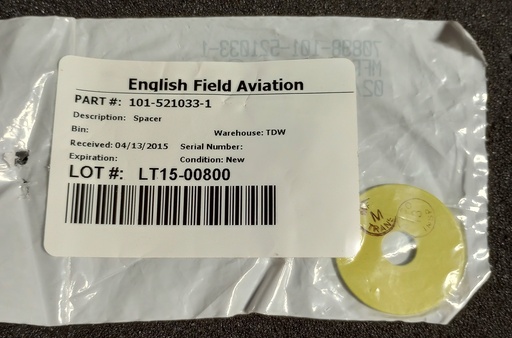 English Field Aviation
PART #: 101-521033-1
Description: Spacer
Bin: Warehouse: TDW
Received: 04/13/2015 Serial Number:
Expiration: Condition: New
LOT #: LT15-00800
M
TRANS